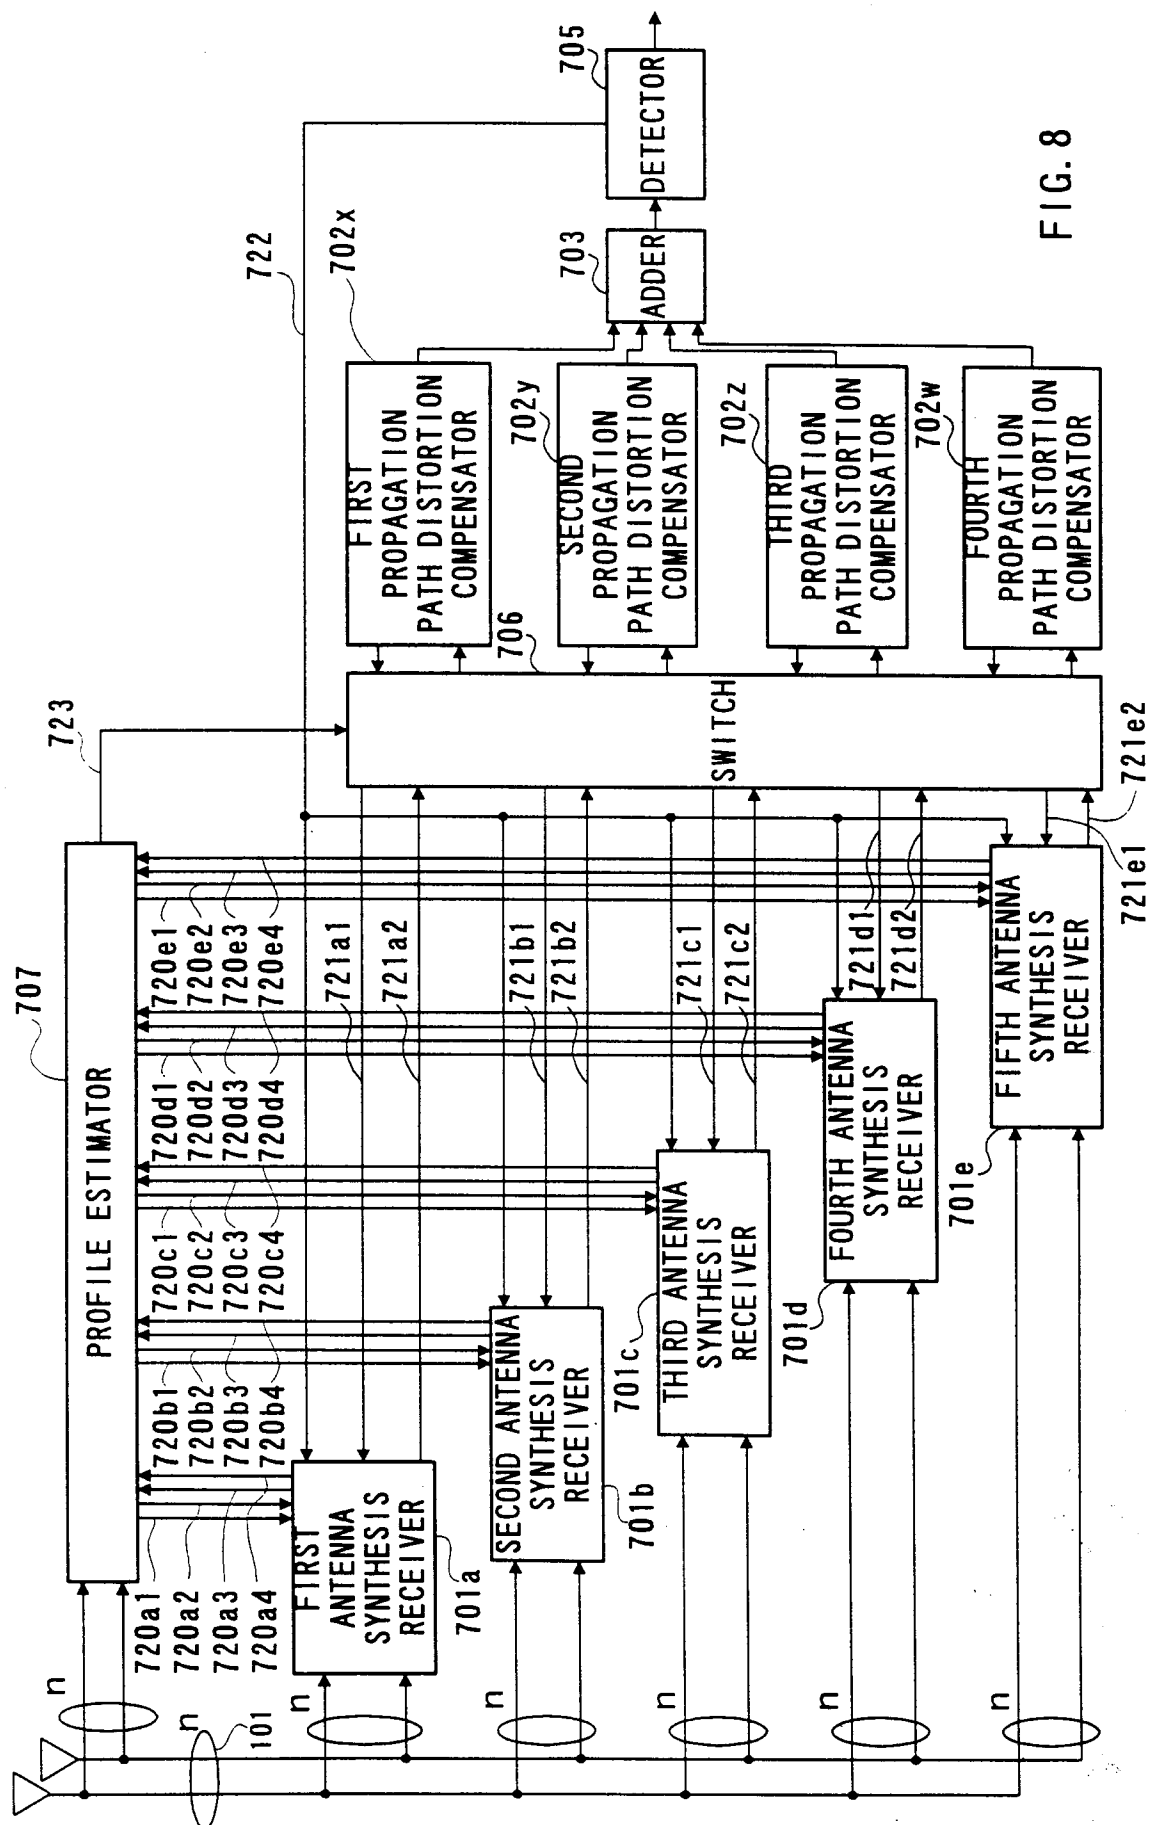 707
PROFILE ESTIMATOR
723
722
n
n
101
720a1
720a2
720a3
720a4
720b1
720b2
720b3
720b4
720c1
720c2
720c3
720c4
720d1
720d2
720d3
720d4
720e1
720e2
720e3
720e4
n
FIRST
ANTENNA
SYNTHESIS
RECEIVER
701a
721a1
721a2
n
SECOND ANTENNA
SYNTHESIS
RECEIVER
701b
721b1
721b2
n
THIRD ANTENNA
SYNTHESIS
RECEIVER
701c
721c1
721c2
n
FOURTH ANTENNA
SYNTHESIS
RECEIVER
701d
721d1
721d2
n
FIFTH ANTENNA
SYNTHESIS
RECEIVER
701e
721e1
721e2
SWITCH
706
FIRST
PROPAGATION
PATH DISTORTION
COMPENSATOR
702x
SECOND
PROPAGATION
PATH DISTORTION
COMPENSATOR
702y
THIRD
PROPAGATION
PATH DISTORTION
COMPENSATOR
702z
FOURTH
PROPAGATION
PATH DISTORTION
COMPENSATOR
702w
ADDER
703
DETECTOR
705
FIG. 8